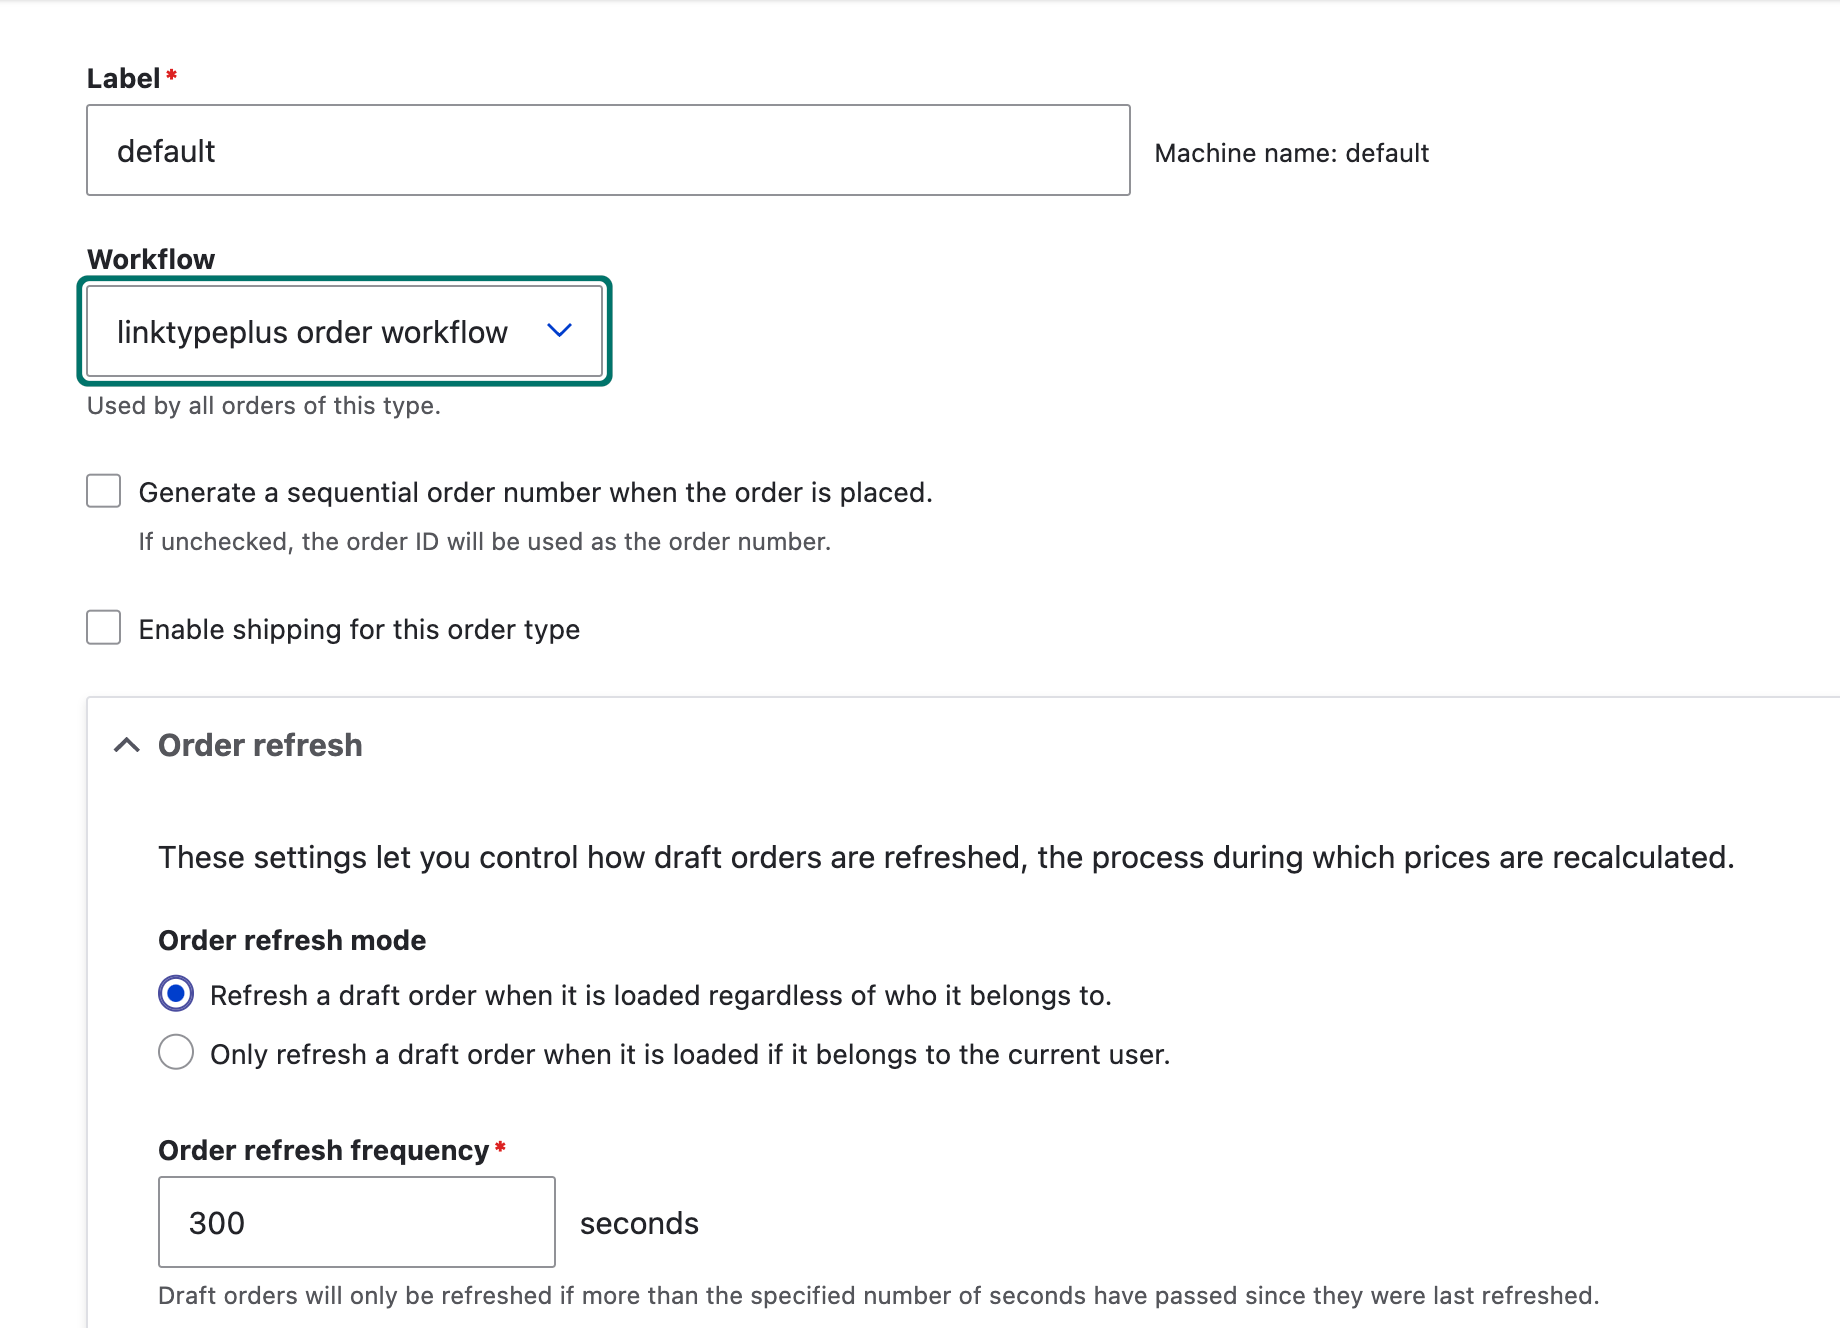 Label*
default
Machine name: default
Workflow
linktypeplus order workflow
Used by all orders of this type.
Generate a sequential order number when the order is placed.
If unchecked, the order ID will be used as the order number.
Enable shipping for this order type
Order refresh
These settings let you control how draft orders are refreshed, the process during which prices are recalculated.
Order refresh mode
Refresh a draft order when it is loaded regardless of who it belongs to.
Only refresh a draft order when it is loaded if it belongs to the current user.
Order refresh frequency*
300
seconds
Draft orders will only be refreshed if more than the specified number of seconds have passed since they were last refreshed.